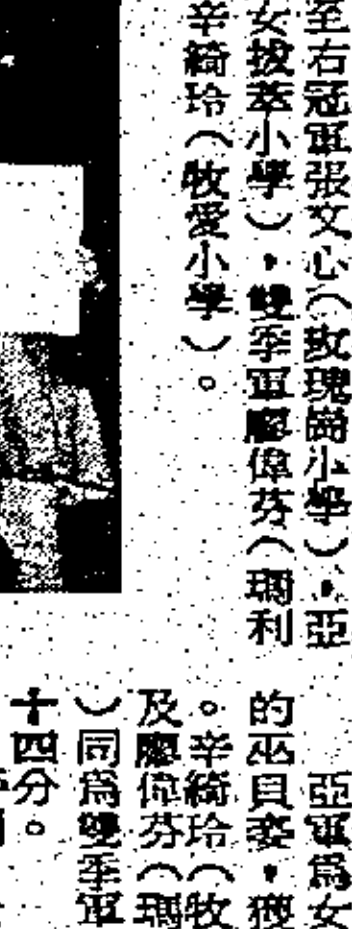 至右冠軍張文心（玫瑰崗小學），亞
女拔萃小學），雙季軍廖偉芬（瑪利
辛綺玲（牧愛小學）。
亞軍為女
的巫貝姿，獲
。辛綺玲（牧
及廖偉芬（瑪
）同為雙季軍
十四分。